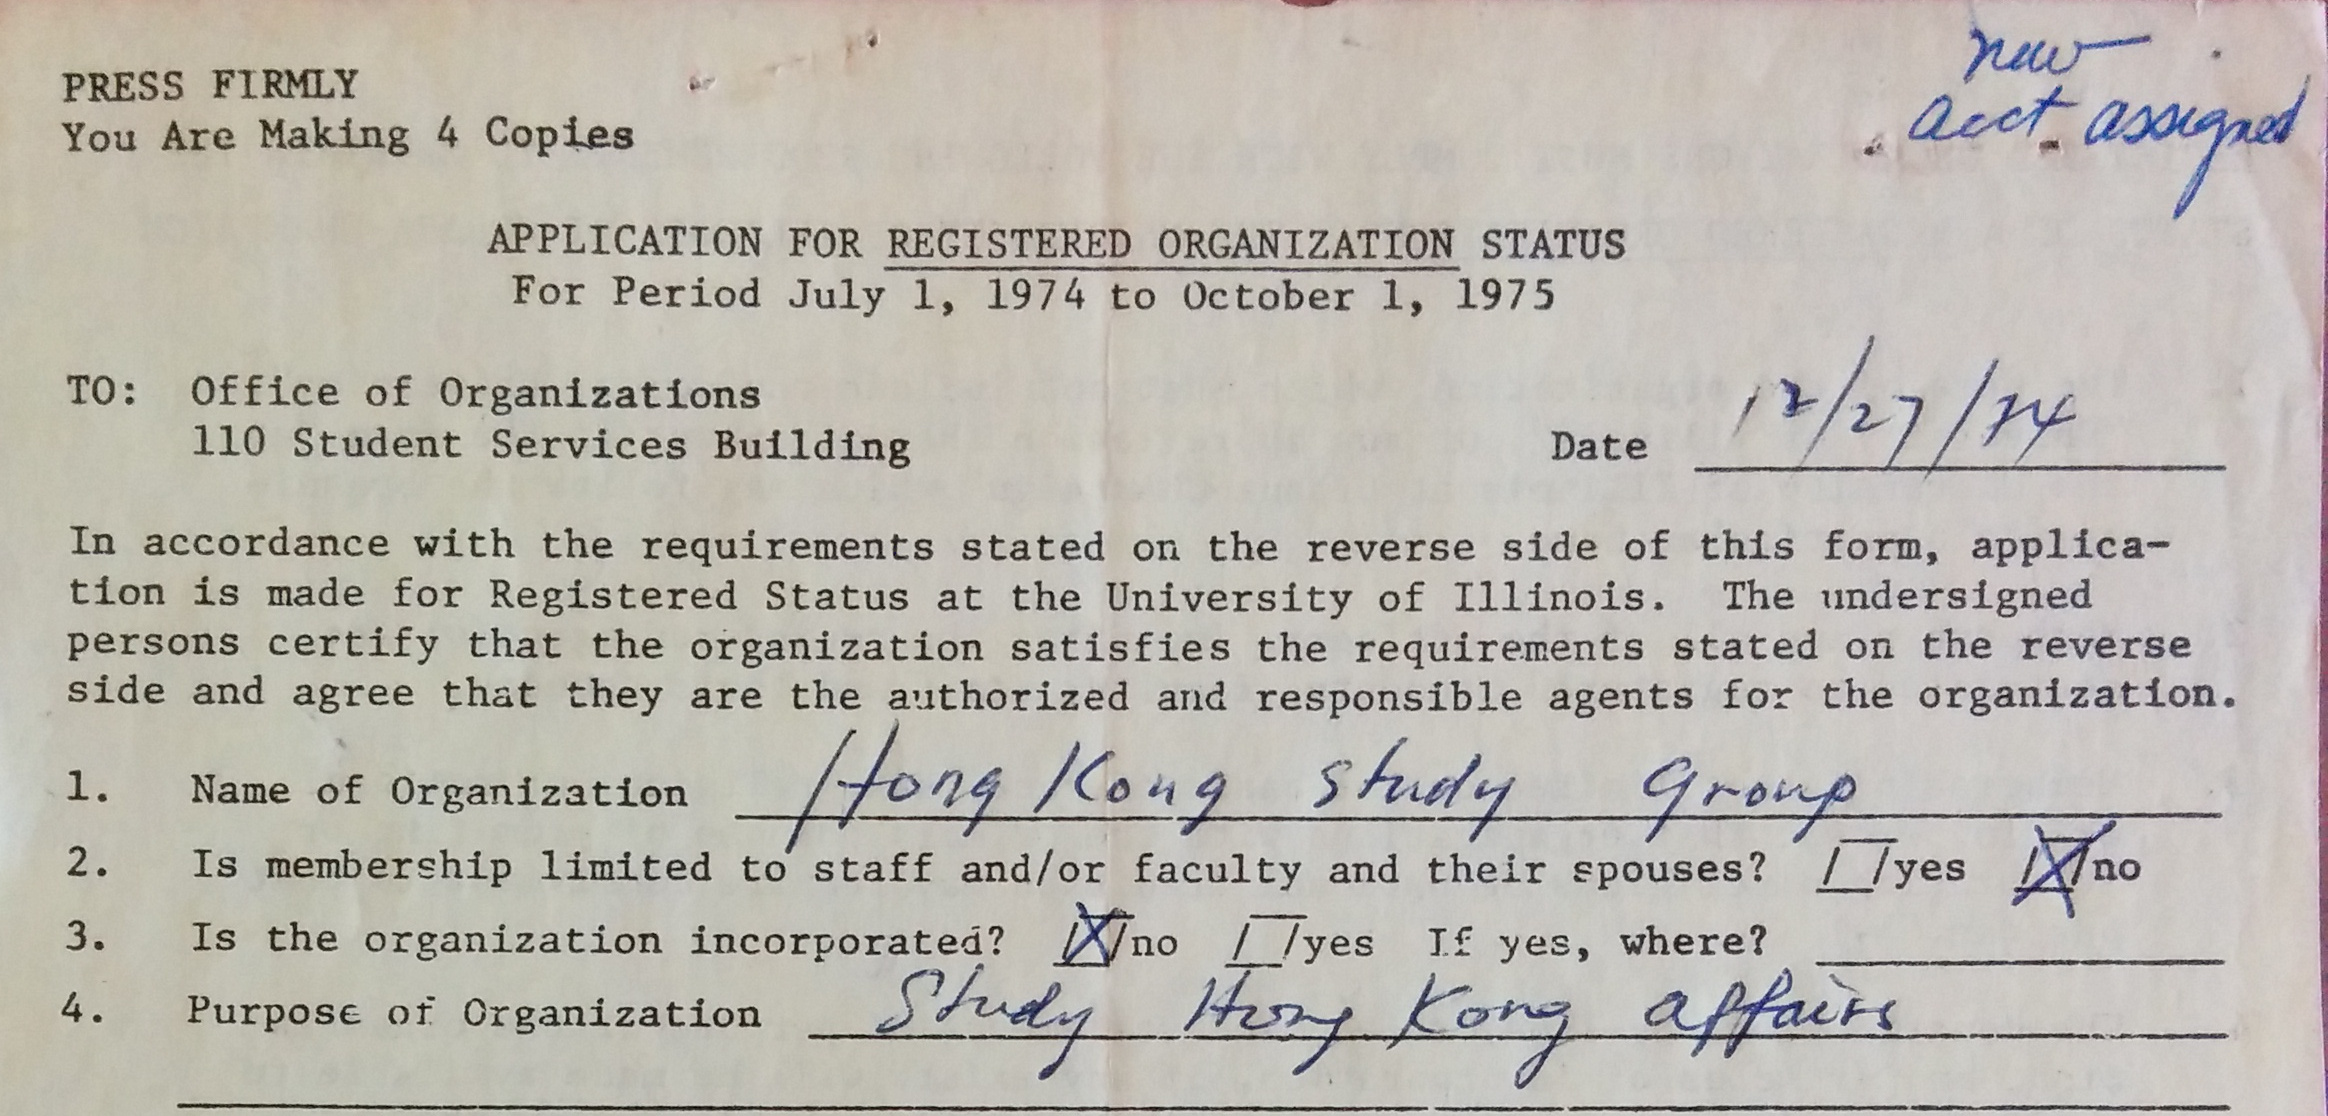 new
acct assigned
PRESS FIRMLY
You Are Making 4 Copies
APPLICATION FOR REGISTERED ORGANIZATION STATUS
For Period July 1, 1974 to October 1, 1975
TO: Office of Organizations
110 Student Services Building
Date 12/27/74
In accordance with the requirements stated on the reverse side of this form, applica-
tion is made for Registered Status at the University of Illinois. The undersigned
persons certify that the organization satisfies the requirements stated on the reverse
side and agree that they are the authorized and responsible agents for the organization.
1. Name of Organization Hong Kong Study Group
2. Is membership limited to staff and/or faculty and their spouses? yes no
3. Is the organization incorporated? no yes If yes, where?
4. Purpose of Organization Study Hong Kong affairs